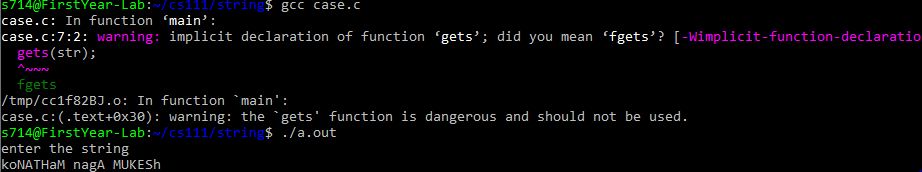 s714@FirstYear-Lab:~/cs111/string$ gcc case.c
case.c: In function ‘main’:
case.c:7:2: warning: implicit declaration of function ‘gets’; did you mean ‘fgets’? [-Wimplicit-function-declaratio
gets(str);
^~~~
fgets
/tmp/cc1f82BJ.o: In function `main':
case.c:(.text+0x30): warning: the `gets' function is dangerous and should not be used.
s714@FirstYear-Lab:~/cs111/string$ ./a.out
enter the string
koNATHaM nagA MUKESh